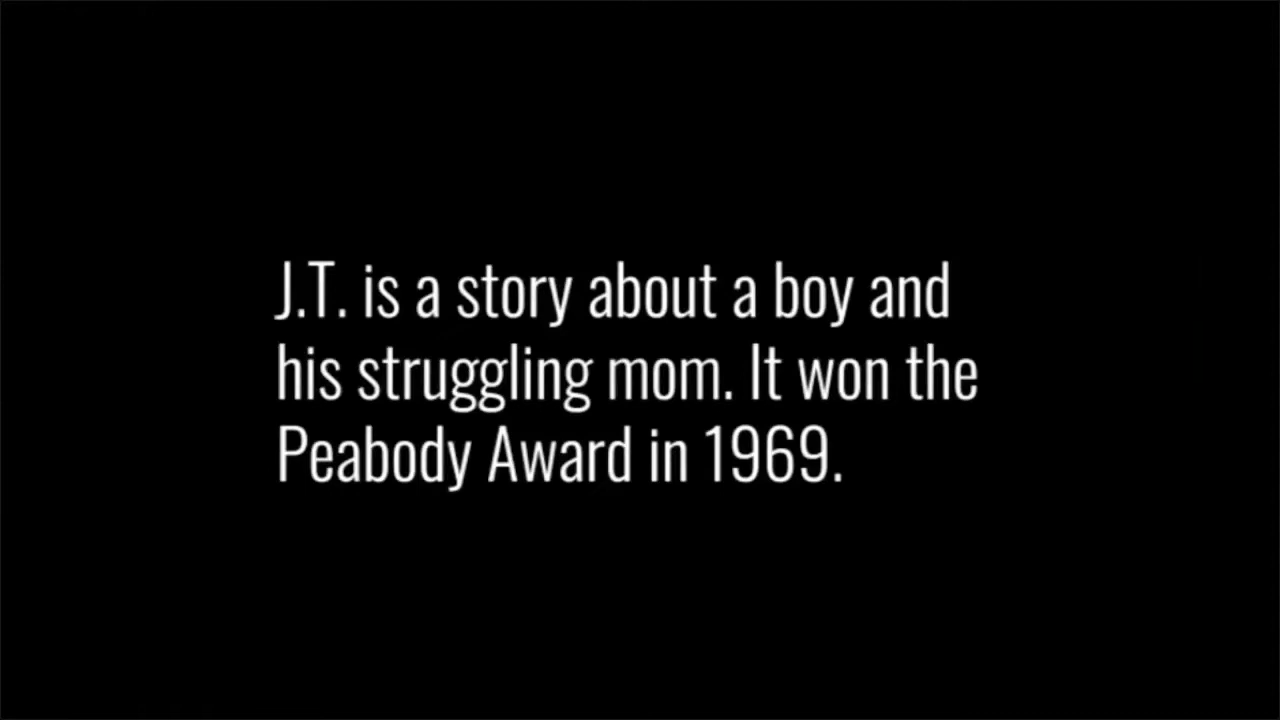 J.T. is a story about a boy and
his struggling mom. It won the
Peabody Award in 1969.